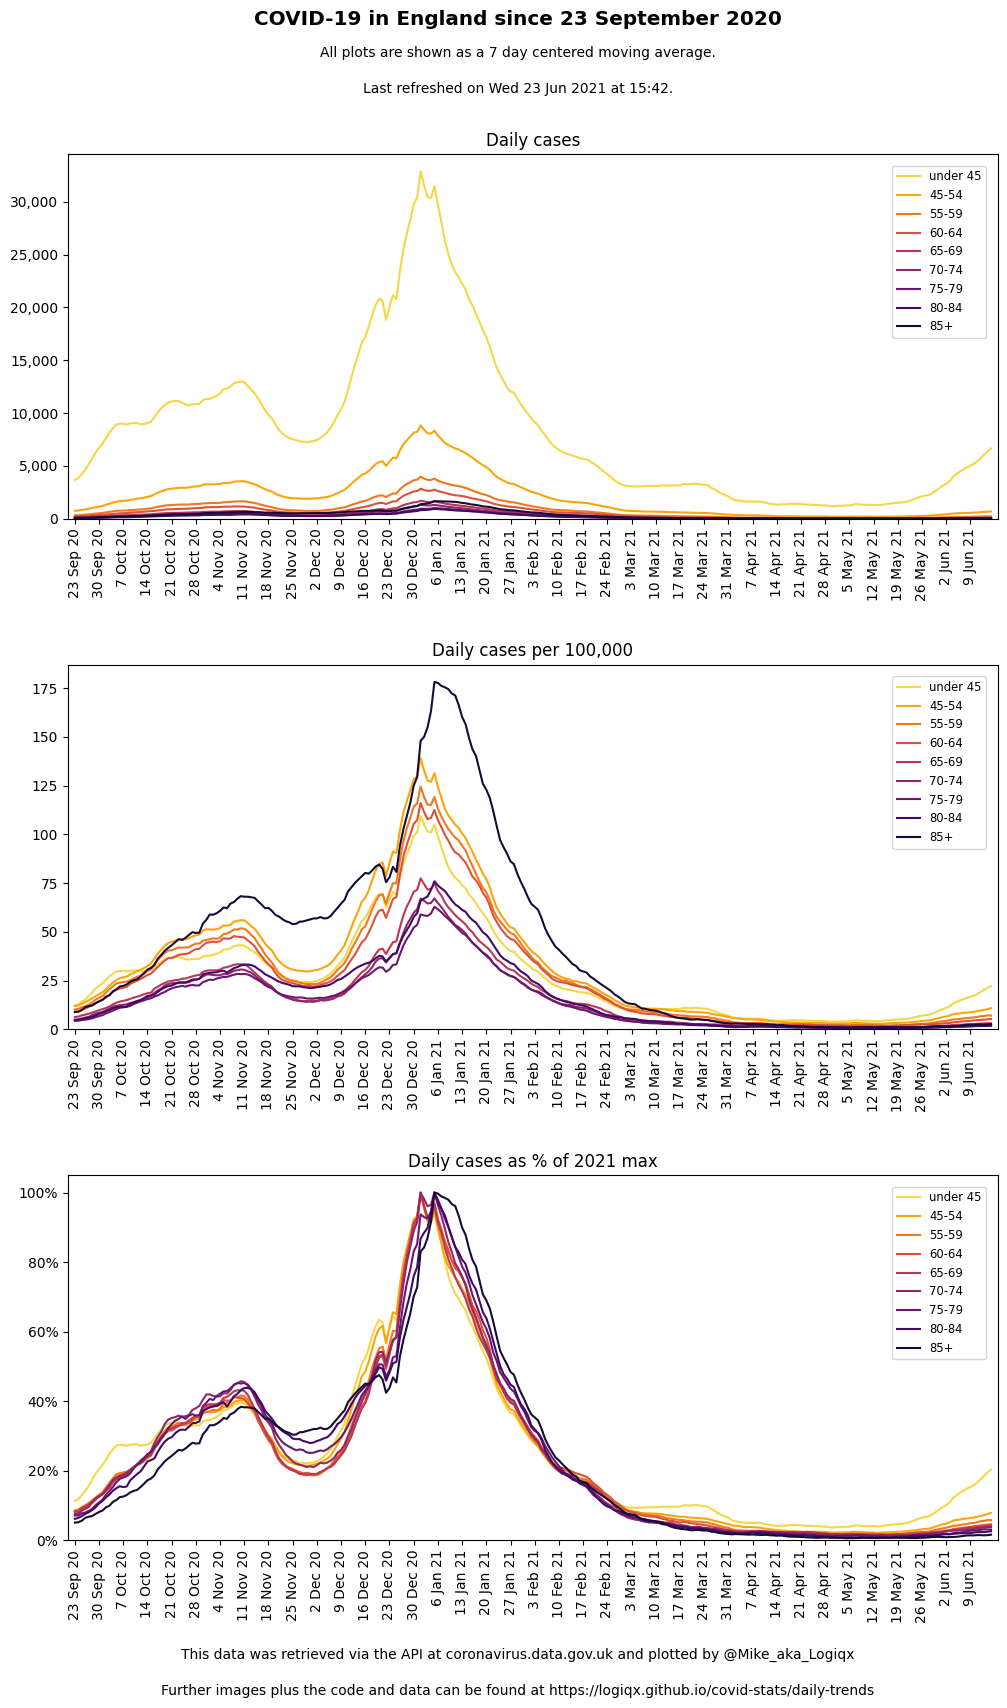 COVID-19 in England since 23 September 2020
All plots are shown as a 7 day centered moving average.
Last refreshed on Wed 23 Jun 2021 at 15:42.
Daily cases
30,000
25,000
20,000
15,000
10,000
5,000
0
under 45
45-54
55-59
60-64
65-69
70-74
75-79
80-84
85+
23 Sep 20
30 Sep 20
7 Oct 20
14 Oct 20
21 Oct 20
28 Oct 20
4 Nov 20
11 Nov 20
18 Nov 20
25 Nov 20
2 Dec 20
9 Dec 20
16 Dec 20
23 Dec 20
30 Dec 20
6 Jan 21
13 Jan 21
20 Jan 21
27 Jan 21
3 Feb 21
10 Feb 21
17 Feb 21
24 Feb 21
3 Mar 21
10 Mar 21
17 Mar 21
24 Mar 21
31 Mar 21
7 Apr 21
14 Apr 21
21 Apr 21
28 Apr 21
5 May 21
12 May 21
19 May 21
26 May 21
2 Jun 21
9 Jun 21
Daily cases per 100,000
175
150
125
100
75
50
25
0
under 45
45-54
55-59
60-64
65-69
70-74
75-79
80-84
85+
23 Sep 20
30 Sep 20
7 Oct 20
14 Oct 20
21 Oct 20
28 Oct 20
4 Nov 20
11 Nov 20
18 Nov 20
25 Nov 20
2 Dec 20
9 Dec 20
16 Dec 20
23 Dec 20
30 Dec 20
6 Jan 21
13 Jan 21
20 Jan 21
27 Jan 21
3 Feb 21
10 Feb 21
17 Feb 21
24 Feb 21
3 Mar 21
10 Mar 21
17 Mar 21
24 Mar 21
31 Mar 21
7 Apr 21
14 Apr 21
21 Apr 21
28 Apr 21
5 May 21
12 May 21
19 May 21
26 May 21
2 Jun 21
9 Jun 21
Daily cases as % of 2021 max
100%
80%
60%
40%
20%
0%
under 45
45-54
55-59
60-64
65-69
70-74
75-79
80-84
85+
23 Sep 20
30 Sep 20
7 Oct 20
14 Oct 20
21 Oct 20
28 Oct 20
4 Nov 20
11 Nov 20
18 Nov 20
25 Nov 20
2 Dec 20
9 Dec 20
16 Dec 20
23 Dec 20
30 Dec 20
6 Jan 21
13 Jan 21
20 Jan 21
27 Jan 21
3 Feb 21
10 Feb 21
17 Feb 21
24 Feb 21
3 Mar 21
10 Mar 21
17 Mar 21
24 Mar 21
31 Mar 21
7 Apr 21
14 Apr 21
21 Apr 21
28 Apr 21
5 May 21
12 May 21
19 May 21
26 May 21
2 Jun 21
9 Jun 21
This data was retrieved via the API at coronavirus.data.gov.uk and plotted by @Mike_aka_Logiqx
Further images plus the code and data can be found at https://logiqx.github.io/covid-stats/daily-trends